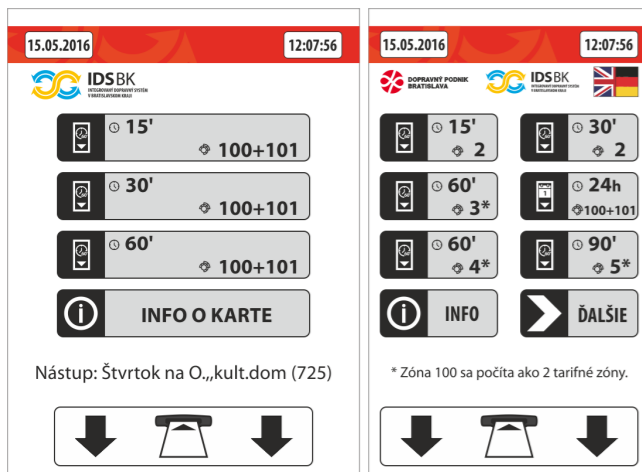 15.05.2016
12:07:56
IDSBK
INTEGROVANÝ DOPRAVNÝ SYSTÉM
V BRATISLAVSKOM KRAJI
15'
100+101
30'
100+101
60'
100+101
INFO O KARTE
Nástup: Štvrtok na O.,,kult.dom (725)
15.05.2016
12:07:56
DOPRAVNÝ PODNIK
BRATISLAVA
IDSBK
INTEGROVANÝ DOPRAVNÝ SYSTÉM
V BRATISLAVSKOM KRAJI
15'
2
30'
2
60'
3*
24h
100+101
60'
4*
90'
5*
INFO
ĎALŠIE
* Zóna 100 sa počíta ako 2 tarifné zóny.